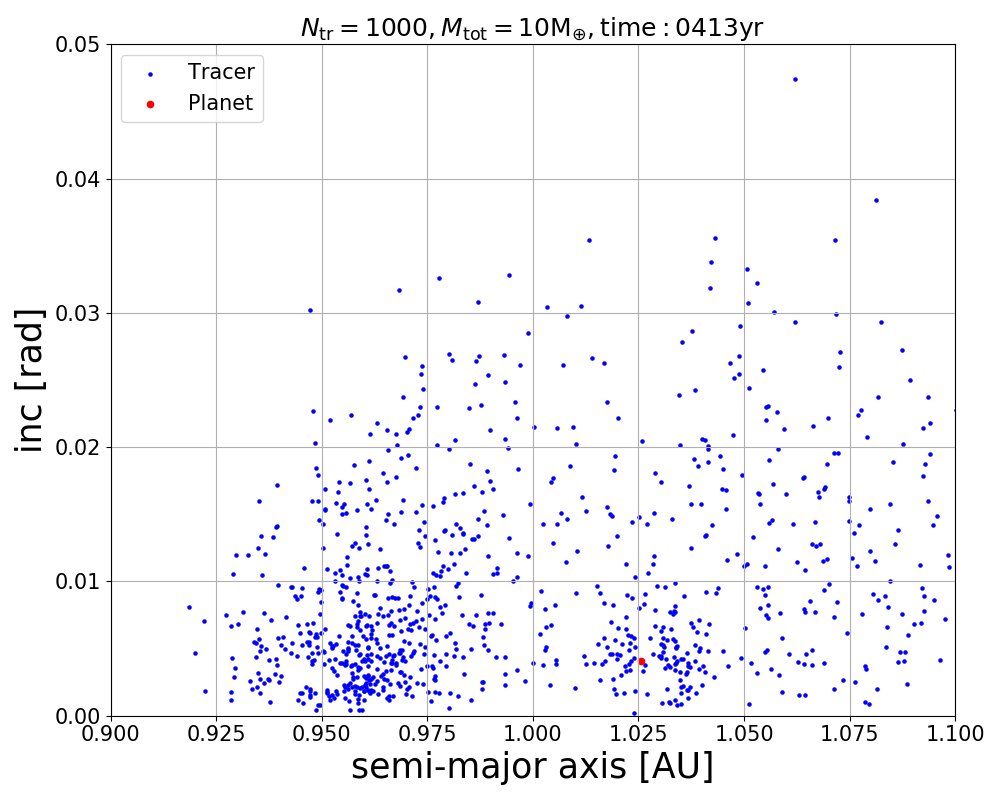 N_tr = 1000, M_tot = 10M_⊕, time : 0413yr
0.05
Tracer
Planet
0.04
0.03
0.02
0.01
0.00
inc [rad]
0.900 0.925 0.950 0.975 1.000 1.025 1.050 1.075 1.100
semi-major axis [AU]